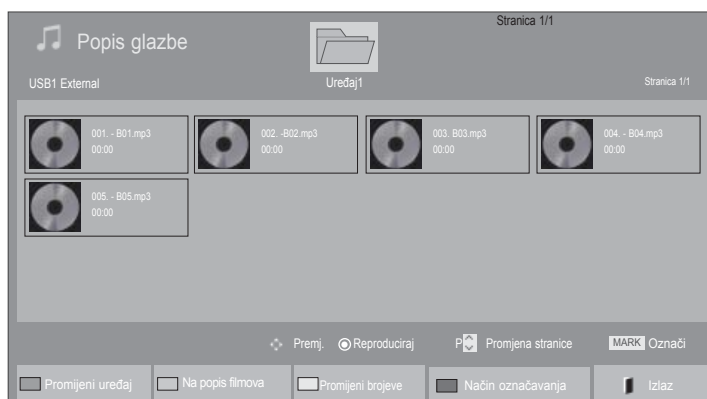 Stranica 1/1
Popis glazbe
USB1 External
Uređaj1
Stranica 1/1
001. - B01.mp3
00:00
002. -B02.mp3
00:00
003. B03.mp3
00:00
004. - B04.mp3
00:00
005. - B05.mp3
00:00
Premj.
Reproduciraj
P
Promjena stranice
MARK Označi
Promijeni uređaj
Na popis filmova
Promijeni brojeve
Način označavanja
Izlaz